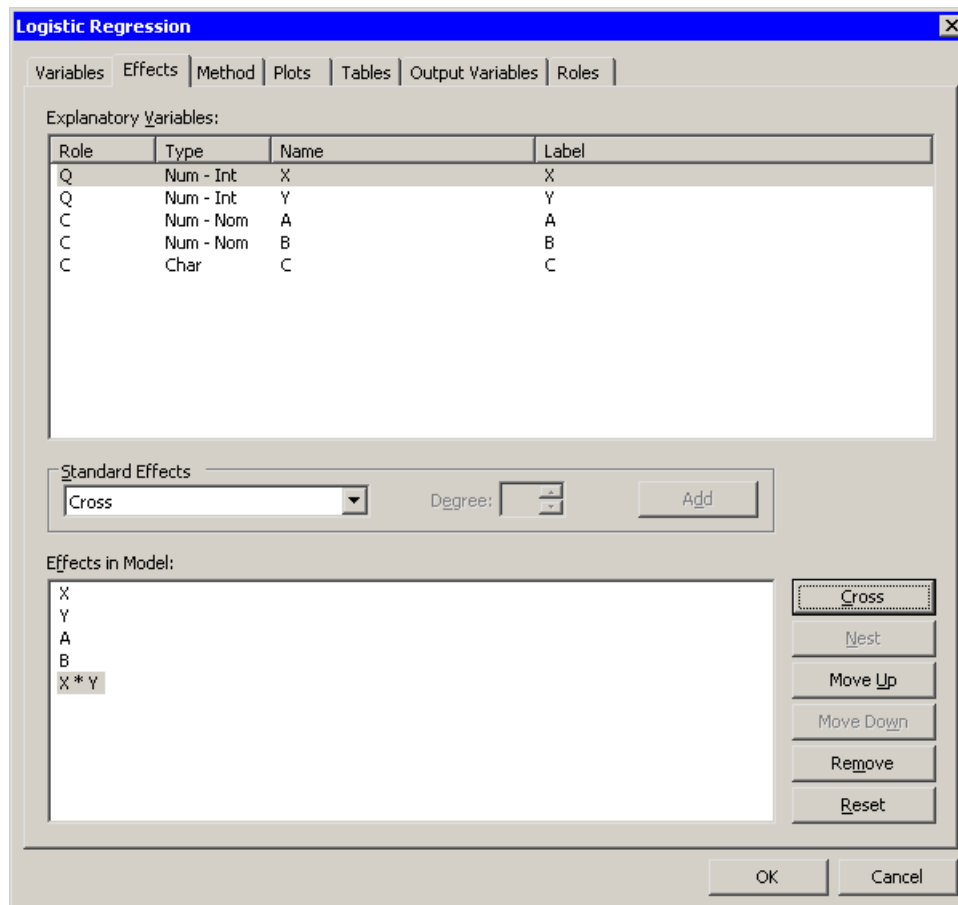 Logistic Regression
Variables Effects Method Plots Tables Output Variables Roles
Explanatory Variables:
Role Type Name Label
Q Num - Int X X
Q Num - Int Y Y
C Num - Nom A A
C Num - Nom B B
C Char C C
Standard Effects
Cross Degree: Add
Effects in Model:
X
Y
A
B
X * Y
Cross
Nest
Move Up
Move Down
Remove
Reset
OK Cancel